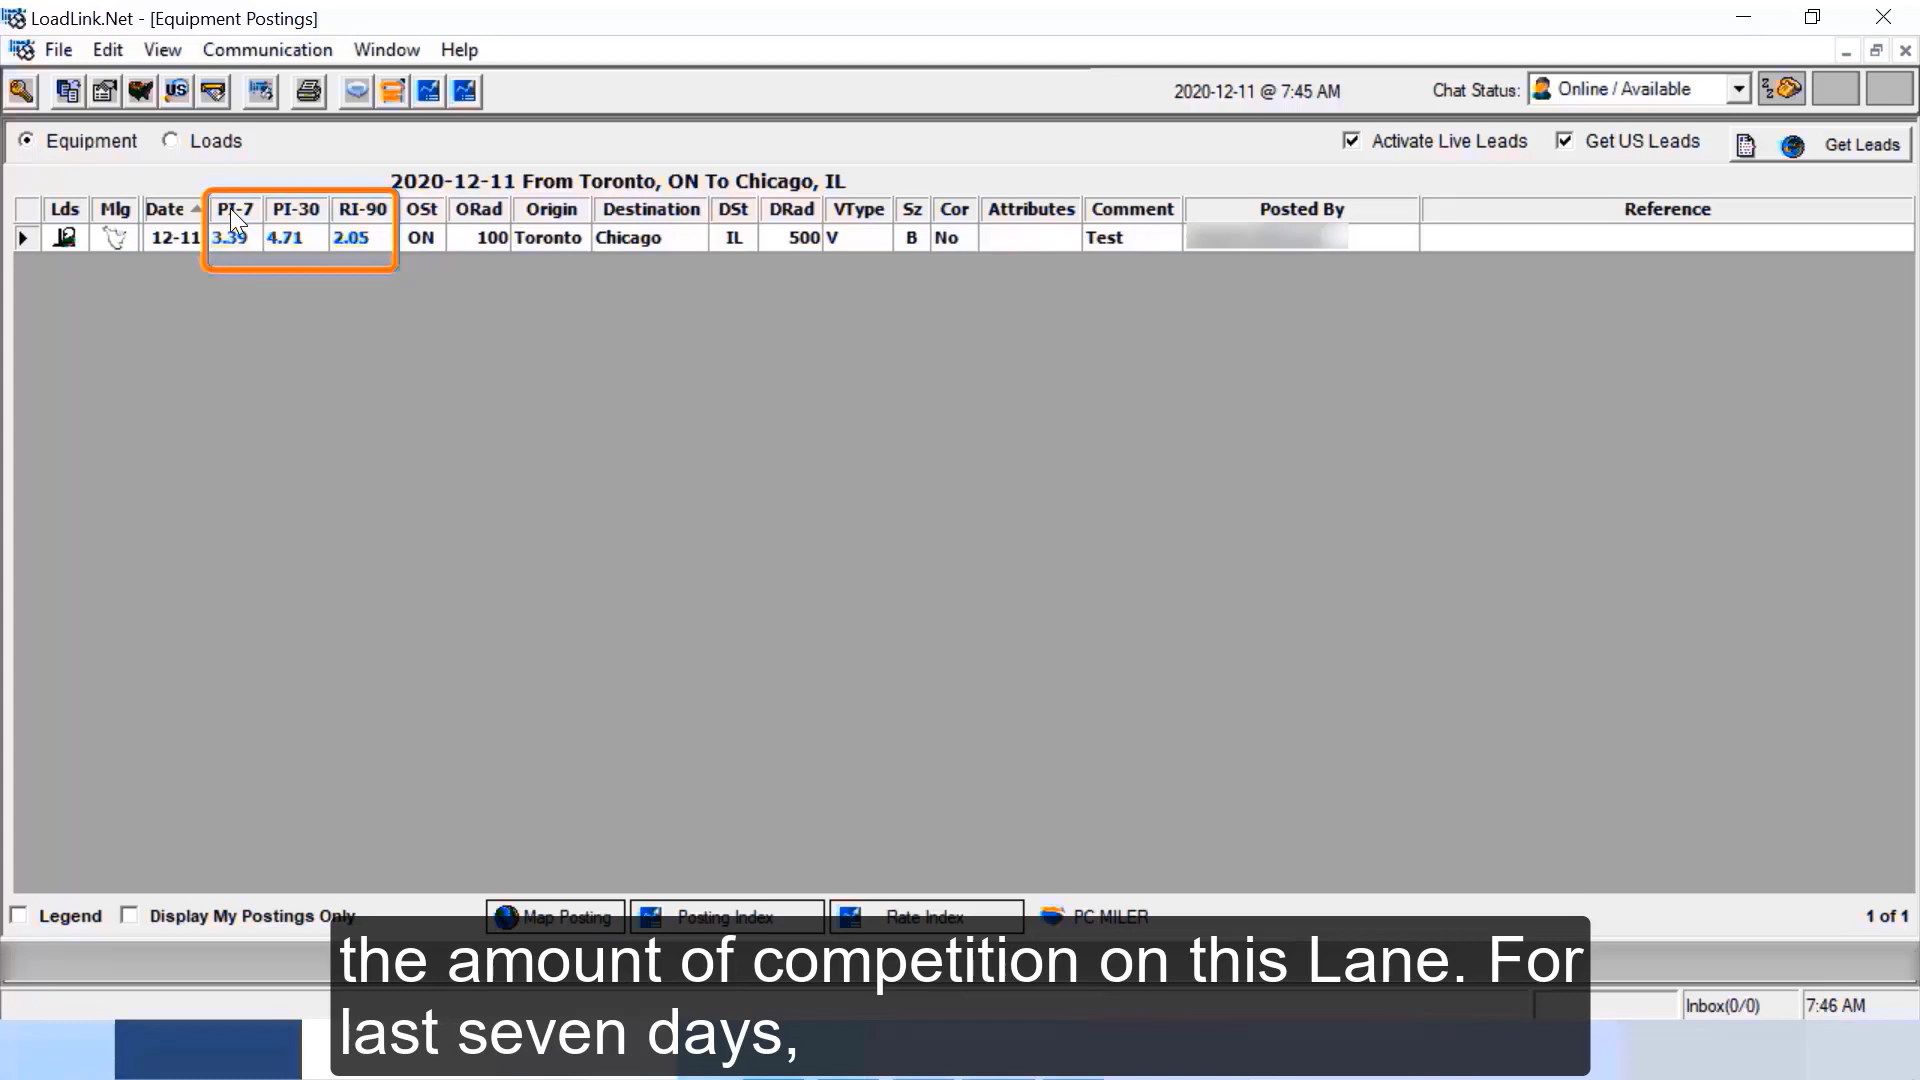 LoadLink.Net - [Equipment Postings]
File Edit View Communication Window Help
US 2020-12-11 @ 7:45 AM Chat Status: Online / Available
Equipment Loads Activate Live Leads Get US Leads Get Leads
2020-12-11 From Toronto, ON To Chicago, IL
Lds Mlg Date PI-7 PI-30 RI-90 OSt ORad Origin Destination DSt DRad VType Sz Cor Attributes Comment Posted By Reference
12-11 3.39 4.71 2.05 ON 100 Toronto Chicago IL 500 V B No Test
Legend Display My Postings Only Map Posting Posting Index Rate Index PC MILER 1 of 1
the amount of competition on this Lane. For
last seven days,
Inbox(0/0) 7:46 AM